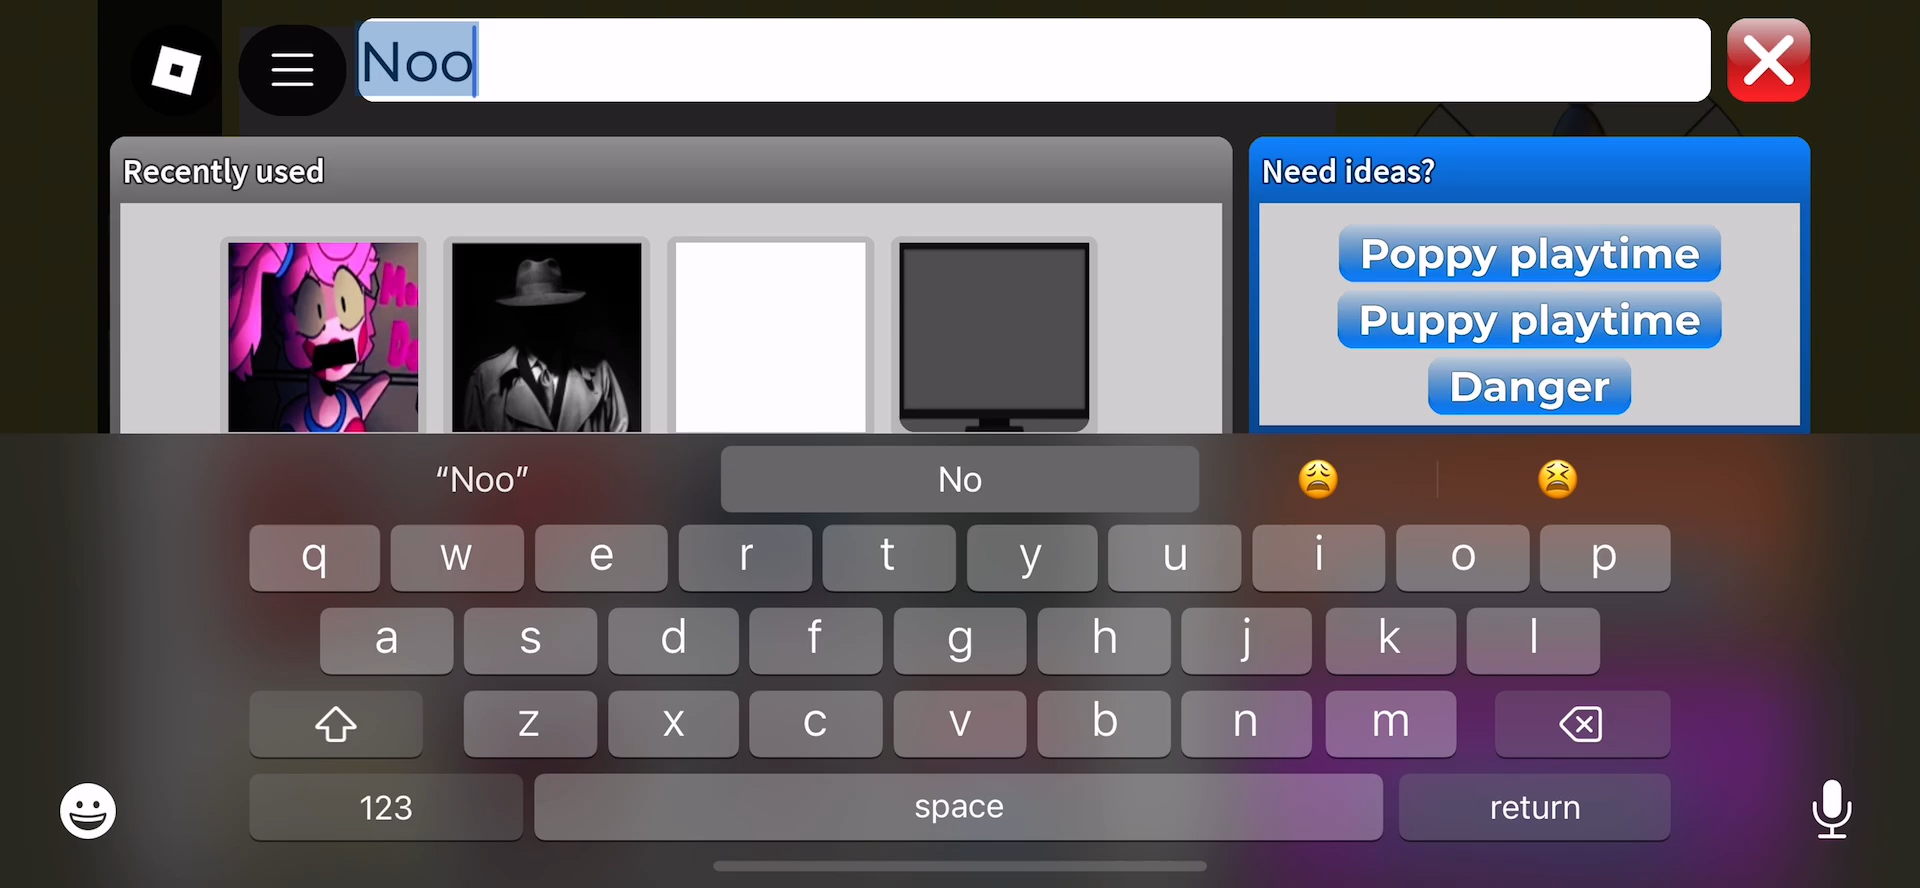 Noo
Recently used
Need ideas?
Poppy playtime
Puppy playtime
Danger
“Noo” No 😩 😫
q w e r t y u i o p
a s d f g h j k l
z x c v b n m
123 space return